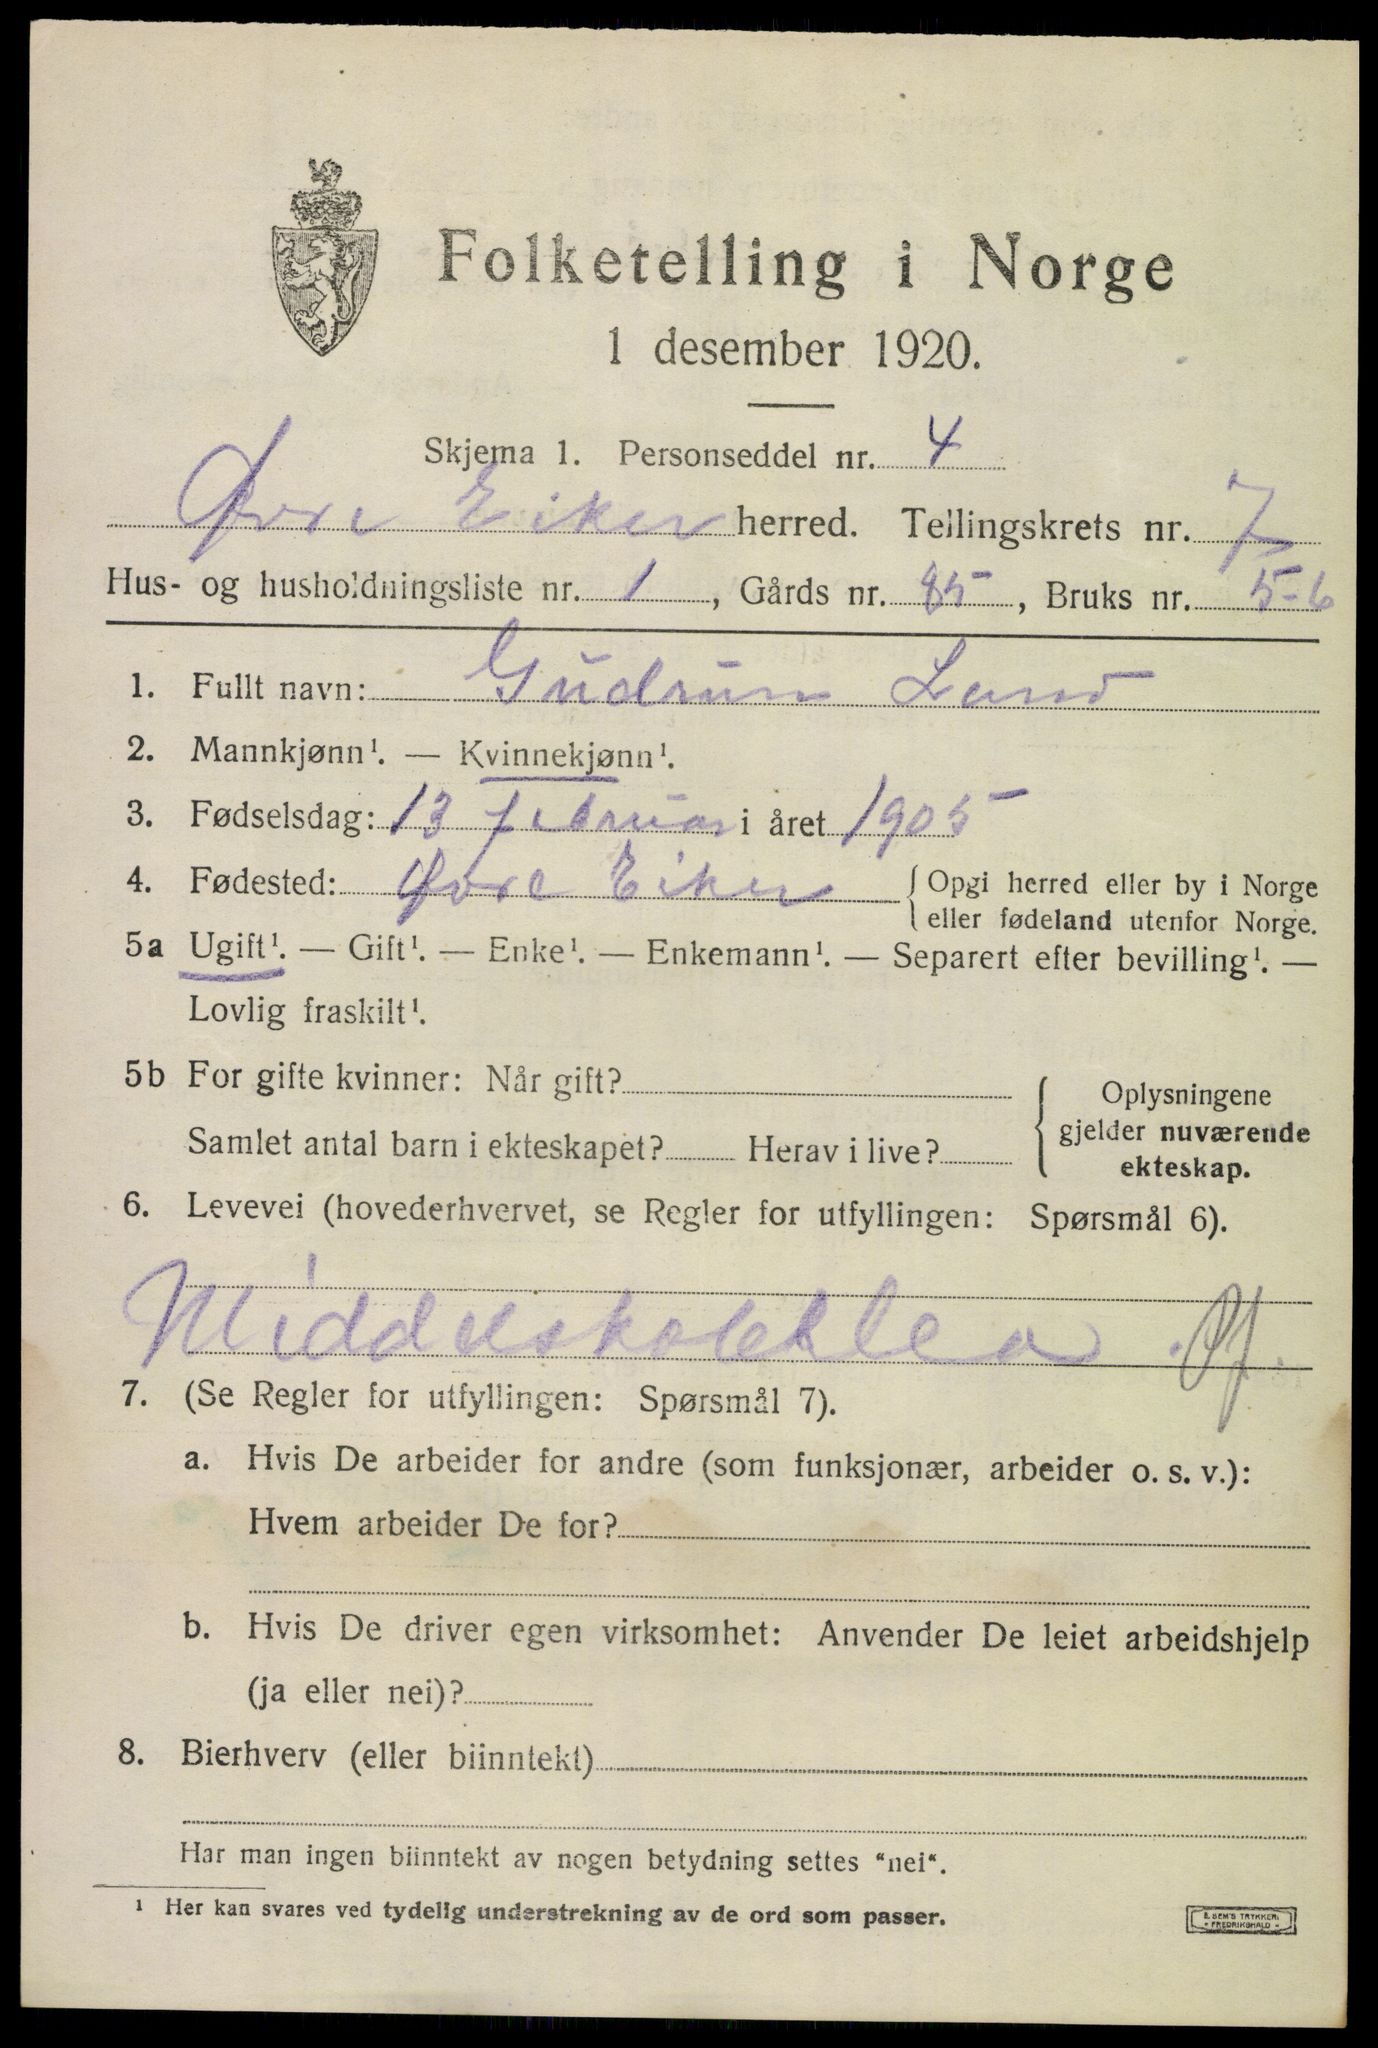 Folketelling i Norge
1 desember 1920.
Skjema 1. Personseddel nr. 4
Øvre Eiker herred. Tellingskrets nr. 7
Hus- og husholdningsliste nr. 1, Gårds nr. 85, Bruks nr. 5-6
1. Fullt navn: Gudrun Lund
2. Mannkjønn¹. — Kvinnekjønn¹.
3. Fødselsdag: 13 februar i året 1905
4. Fødested: Øvre Eiker { Opgi herred eller by i Norge
eller fødeland utenfor Norge.
5a Ugift¹. — Gift¹. — Enke¹. — Enkemann¹. — Separert efter bevilling¹. —
Lovlig fraskilt¹.
5b For gifte kvinner: Når gift?
Samlet antal barn i ekteskapet? Herav i live?
{ Oplysningene
gjelder nuværende
ekteskap.
6. Levevei (hovederhvervet, se Regler for utfyllingen: Spørsmål 6).
7. (Se Regler for utfyllingen: Spørsmål 7).
a. Hvis De arbeider for andre (som funksjonær, arbeider o. s. v.):
Hvem arbeider De for?
b. Hvis De driver egen virksomhet: Anvender De leiet arbeidshjelp
(ja eller nei)?
8. Bierhverv (eller biinntekt)
Har man ingen biinntekt av nogen betydning settes "nei".
¹ Her kan svares ved tydelig understrekning av de ord som passer.
E. SEM'S TRYKKERI
- FREDRIKSHALD -